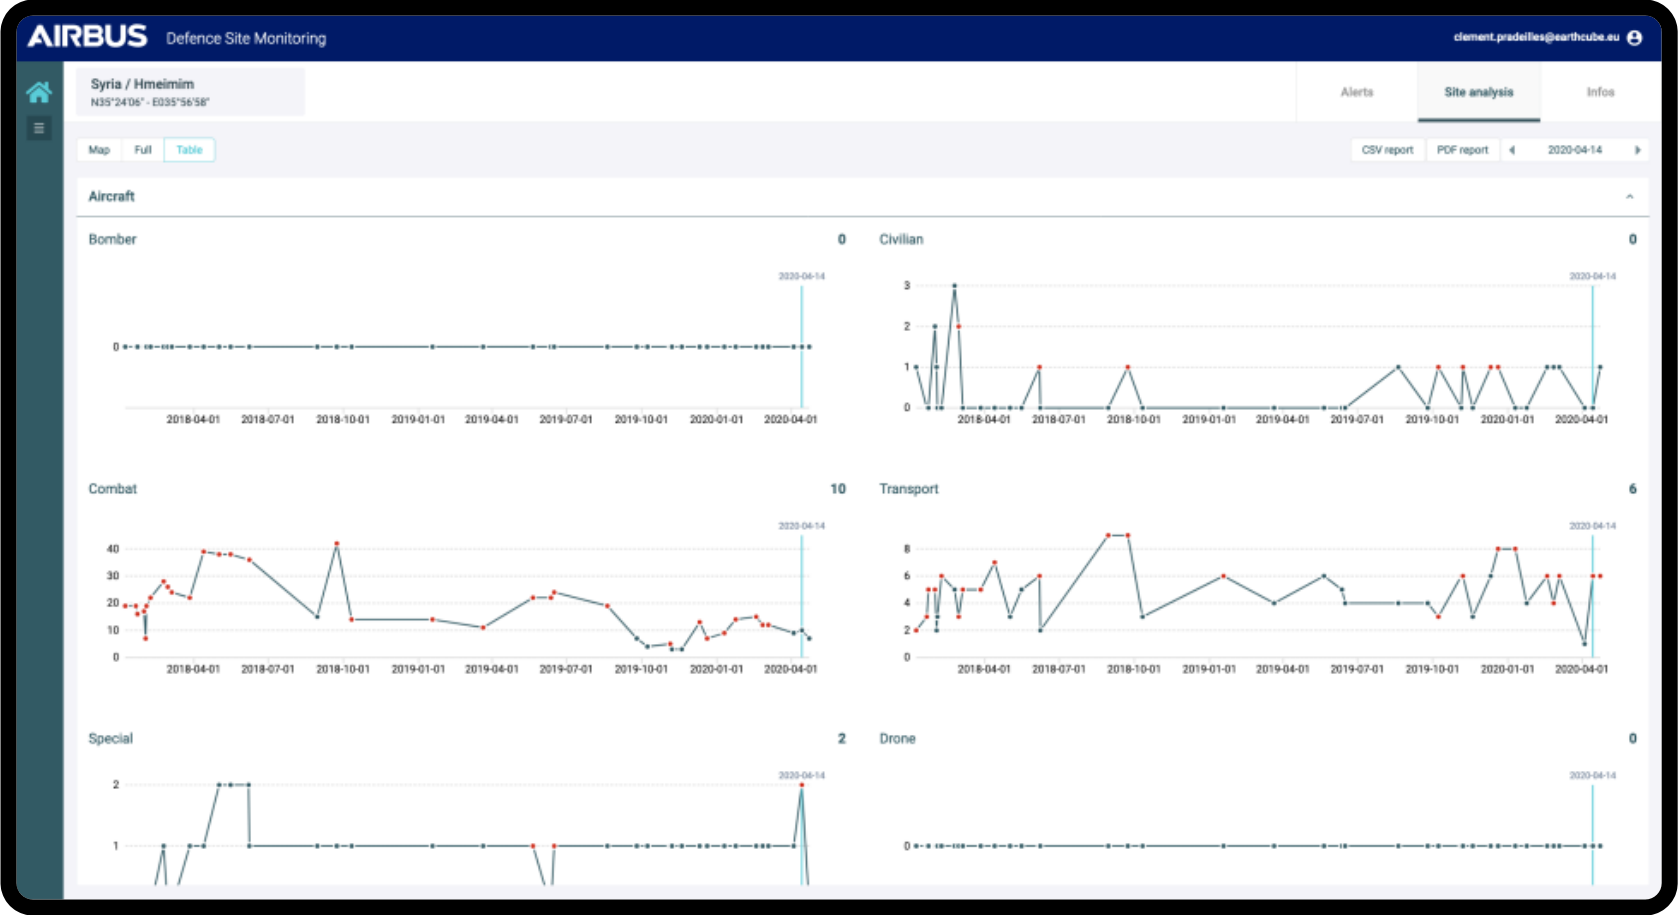 AIRBUS Defence Site Monitoring
clement.pradeilles@earthcube.eu
Syria / Hmeimim
N35°24'06" - E035°56'58"
Alerts
Site analysis
Infos
Map
Full
Table
CSV report
PDF report
2020-04-14
Aircraft
Bomber
0
2020-04-14
0
2018-04-01 2018-07-01 2018-10-01 2019-01-01 2019-04-01 2019-07-01 2019-10-01 2020-01-01 2020-04-01
Civilian
0
2020-04-14
3
2
1
0
2018-04-01 2018-07-01 2018-10-01 2019-01-01 2019-04-01 2019-07-01 2019-10-01 2020-01-01 2020-04-01
Combat
10
2020-04-14
40
30
20
10
0
2018-04-01 2018-07-01 2018-10-01 2019-01-01 2019-04-01 2019-07-01 2019-10-01 2020-01-01 2020-04-01
Transport
6
2020-04-14
8
6
4
2
0
2018-04-01 2018-07-01 2018-10-01 2019-01-01 2019-04-01 2019-07-01 2019-10-01 2020-01-01 2020-04-01
Special
2
2020-04-14
2
1
Drone
0
2020-04-14
0